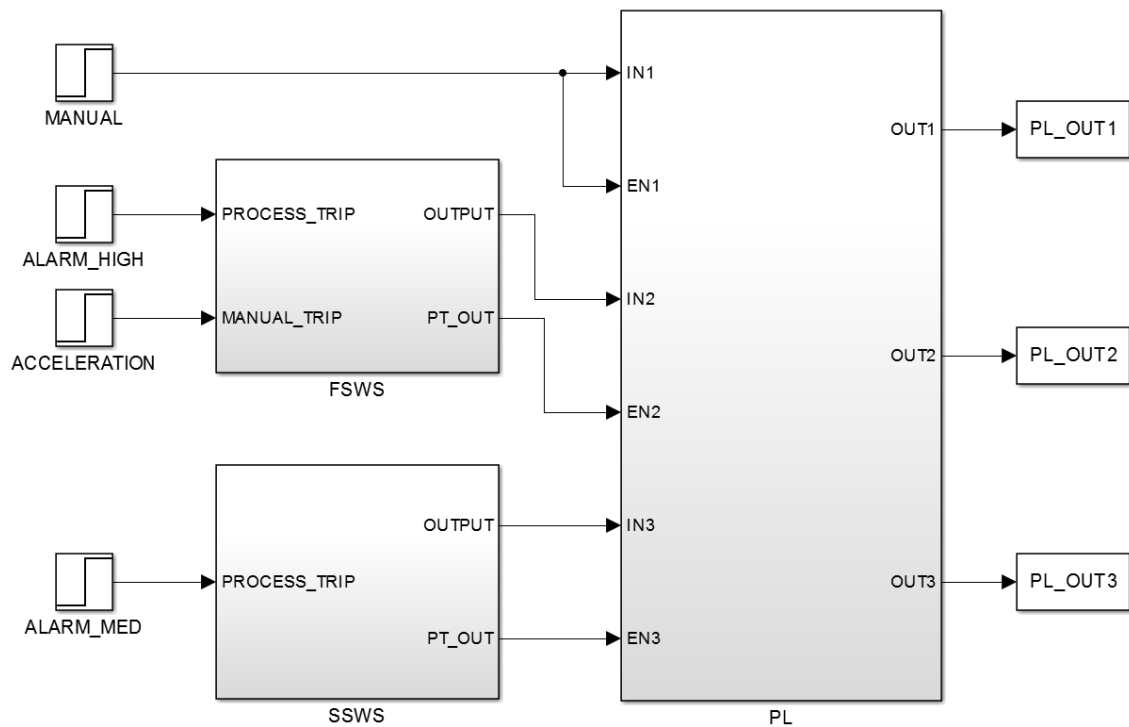 MANUAL
IN1
OUT1
PL_OUT1
EN1
ALARM_HIGH
PROCESS_TRIP
OUTPUT
ACCELERATION
MANUAL_TRIP
PT_OUT
FSWS
IN2
OUT2
PL_OUT2
EN2
ALARM_MED
PROCESS_TRIP
OUTPUT
PT_OUT
SSWS
IN3
OUT3
PL_OUT3
EN3
PL